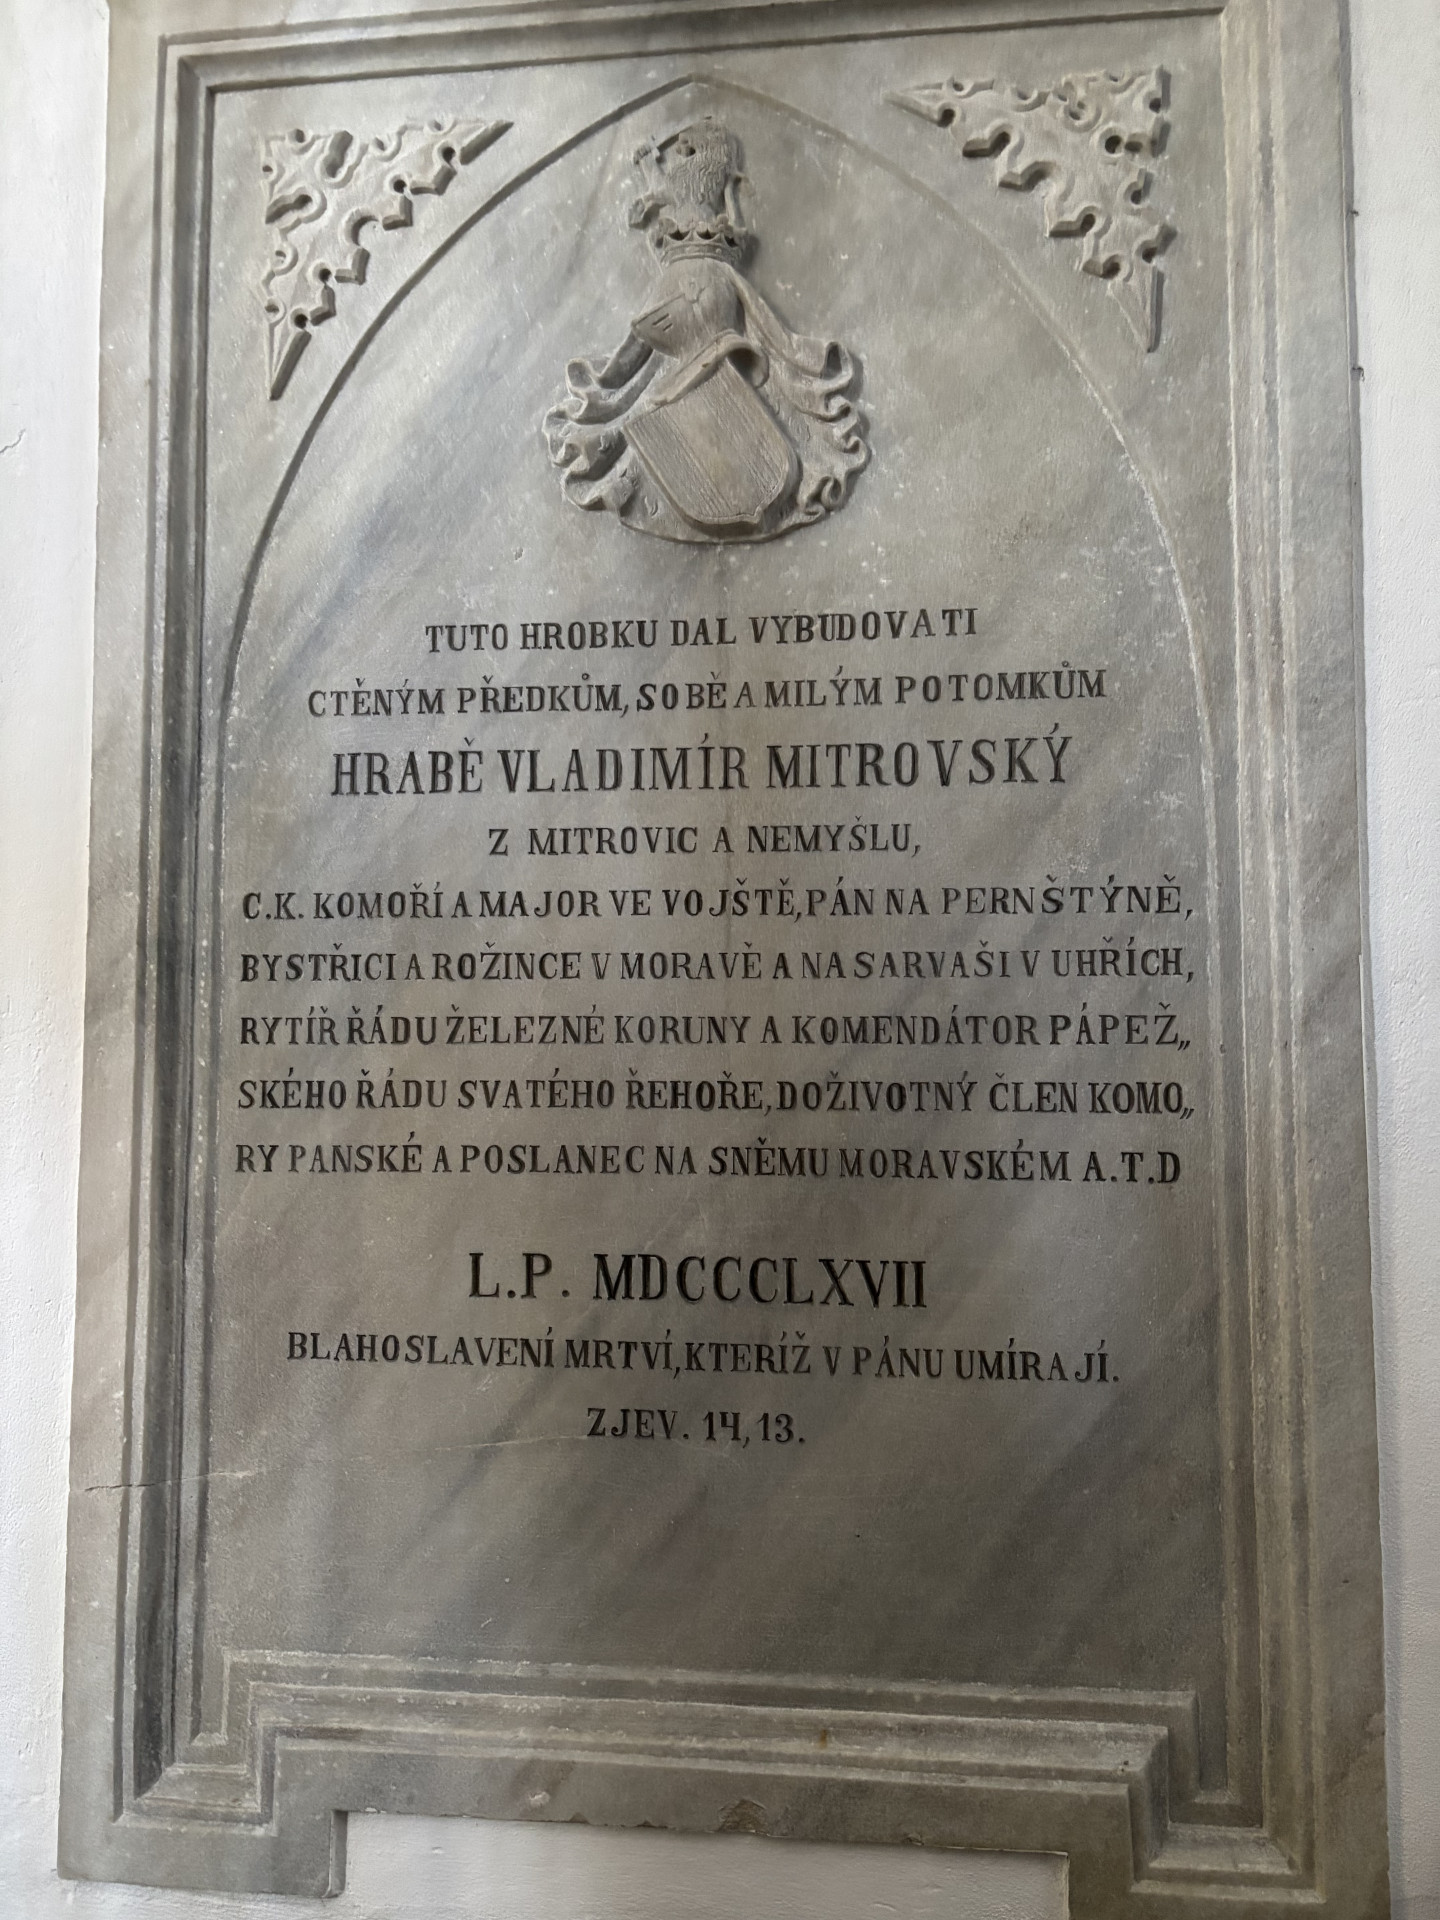 TUTO HROBKU DAL VYBUDOVATI
CTĚNÝM PŘEDKŮM, SOBĚ A MILÝM POTOMKŮM
HRABĚ VLADIMÍR MITROVSKÝ
Z MITROVIC A NEMYŠLU,
C.K. KOMOŘÍ A MAJOR VE VOJŠTĚ, PÁN NA PERNŠTÝNĚ,
BYSTŘICI A ROŽINCE V MORAVĚ A NA SARVAŠI V UHŘÍCH,
RYTÍŘ ŘÁDU ŽELEZNÉ KORUNY A KOMENDÁTOR PÁPEŽ„
SKÉHO ŘÁDU SVATÉHO ŘEHOŘE, DOŽIVOTNÝ ČLEN KOMO„
RY PANSKÉ A POSLANEC NA SNĚMU MORAVSKÉM A.T.D
L.P. MDCCCLXVII
BLAHOSLAVENÍ MRTVÍ, KTERÍŽ V PÁNU UMÍRAJÍ.
ZJEV. 14, 13.